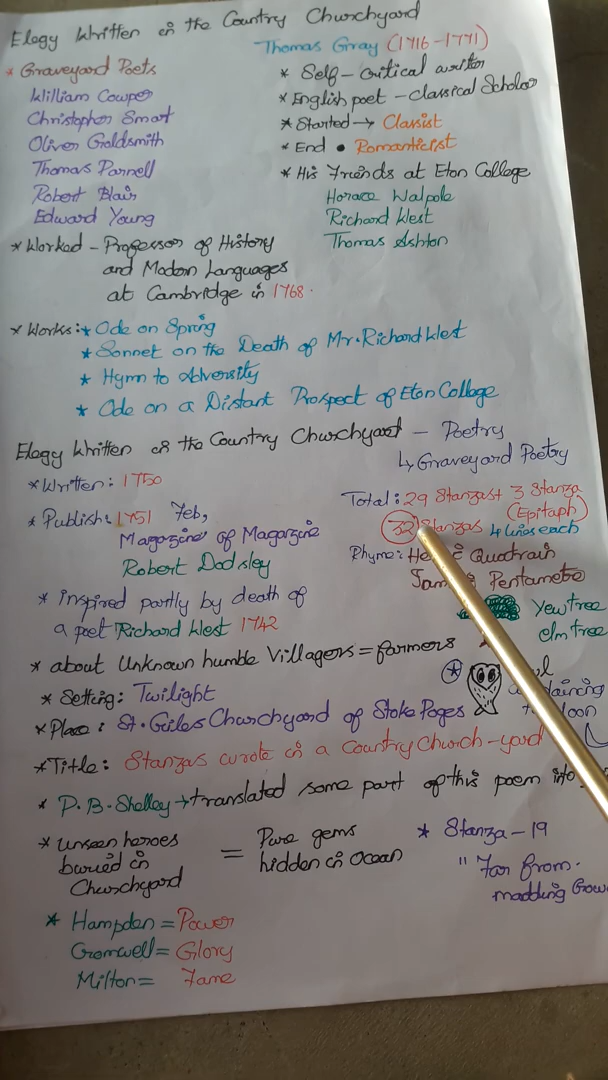 Elegy Written in the Country Churchyard
Thomas Gray (1716-1771)
* Graveyard Poets
William Cowper
Christopher Smart
Oliver Goldsmith
Thomas Parnell
Robert Blair
Edward Young
* Self-critical writer
* English poet - classical Scholar
* Started → Classist
* End • Romanticist
* His Friends at Eton College
Horace Walpole
Richard West
Thomas Ashton
* Worked - Professor of History
and Modern Languages
at Cambridge in 1768.
* Works: * Ode on Spring
* Sonnet on the Death of Mr. Richard West
* Hymn to Adversity
* Ode on a Distant Prospect of Eton College
Elegy Written in the Country Churchyard - Poetry
↳ Graveyard Poetry
* Written: 1750
* Publish: 1751 Feb,
Magazine of Magazine
Robert Dodsley
Total: 29 Stanzas + 3 Stanza
(Epitaph)
32 Stanzas 4 lines each
Rhyme: Quatrain
Pentametre
Yew tree
elm tree
* inspired partly by death of
a poet Richard West 1742
* about Unknown humble Villagers = farmers
* Setting: Twilight
* Place: St. Giles Churchyard of Stoke Pages
* Title: Stanzas wrote in a Country Church-yard
* P. B. Shelley → translated some part of this poem into
* unseen heroes
buried in
Churchyard
= Pure gems
hidden in Ocean
* Stanza - 19
" Far from
madding
* Hampden = Power
Cromwell = Glory
Milton = Fame